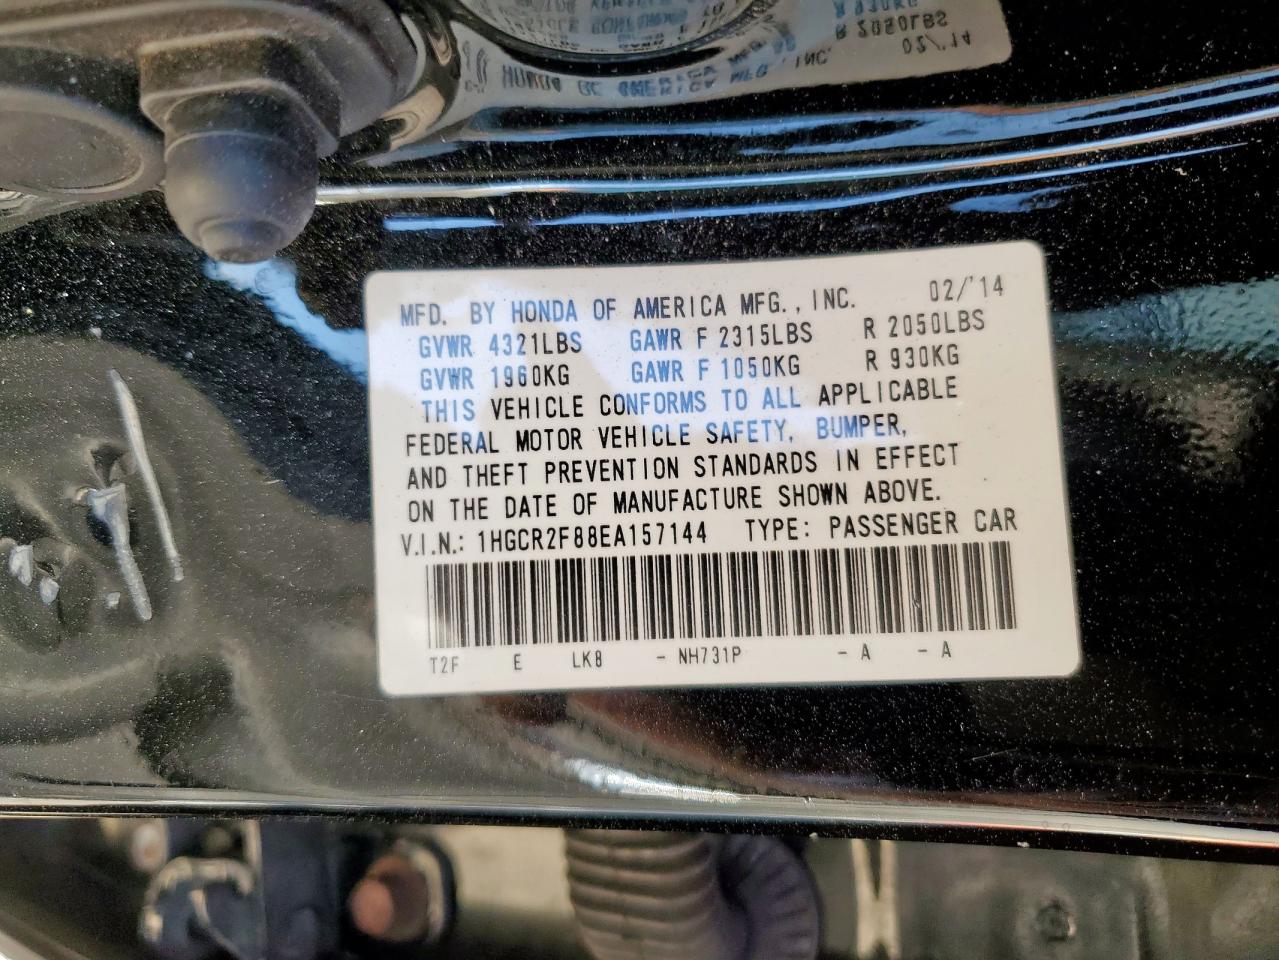 MFD. BY HONDA OF AMERICA MFG., INC. 02/'14
GVWR 4321LBS GAWR F 2315LBS R 2050LBS
GVWR 1960KG GAWR F 1050KG R 930KG
THIS VEHICLE CONFORMS TO ALL APPLICABLE
FEDERAL MOTOR VEHICLE SAFETY, BUMPER,
AND THEFT PREVENTION STANDARDS IN EFFECT
ON THE DATE OF MANUFACTURE SHOWN ABOVE.
V.I.N.: 1HGCR2F88EA157144 TYPE: PASSENGER CAR
T2F E LK8 - NH731P - A - A